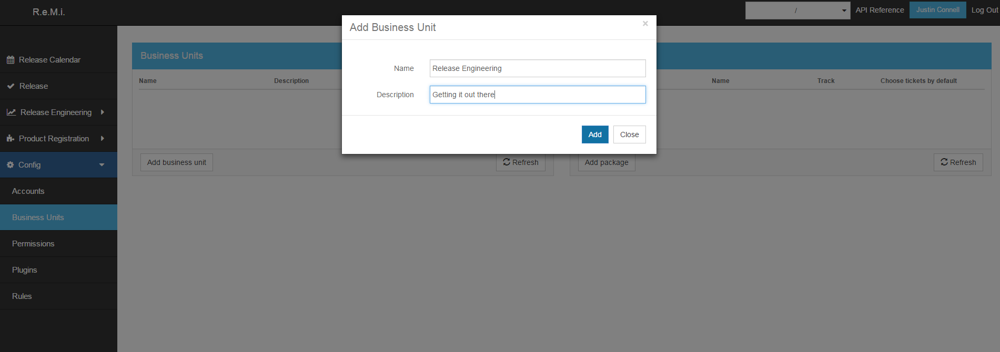 R.e.M.i.
/
API Reference
Justin Connell
Log Out
Release Calendar
Release
Release Engineering
Product Registration
Config
Accounts
Business Units
Permissions
Plugins
Rules
Business Units
Name Description
Add business unit
Refresh
Name Track Choose tickets by default
Add package
Refresh
Add Business Unit
×
Name Release Engineering
Description Getting it out there
Add Close